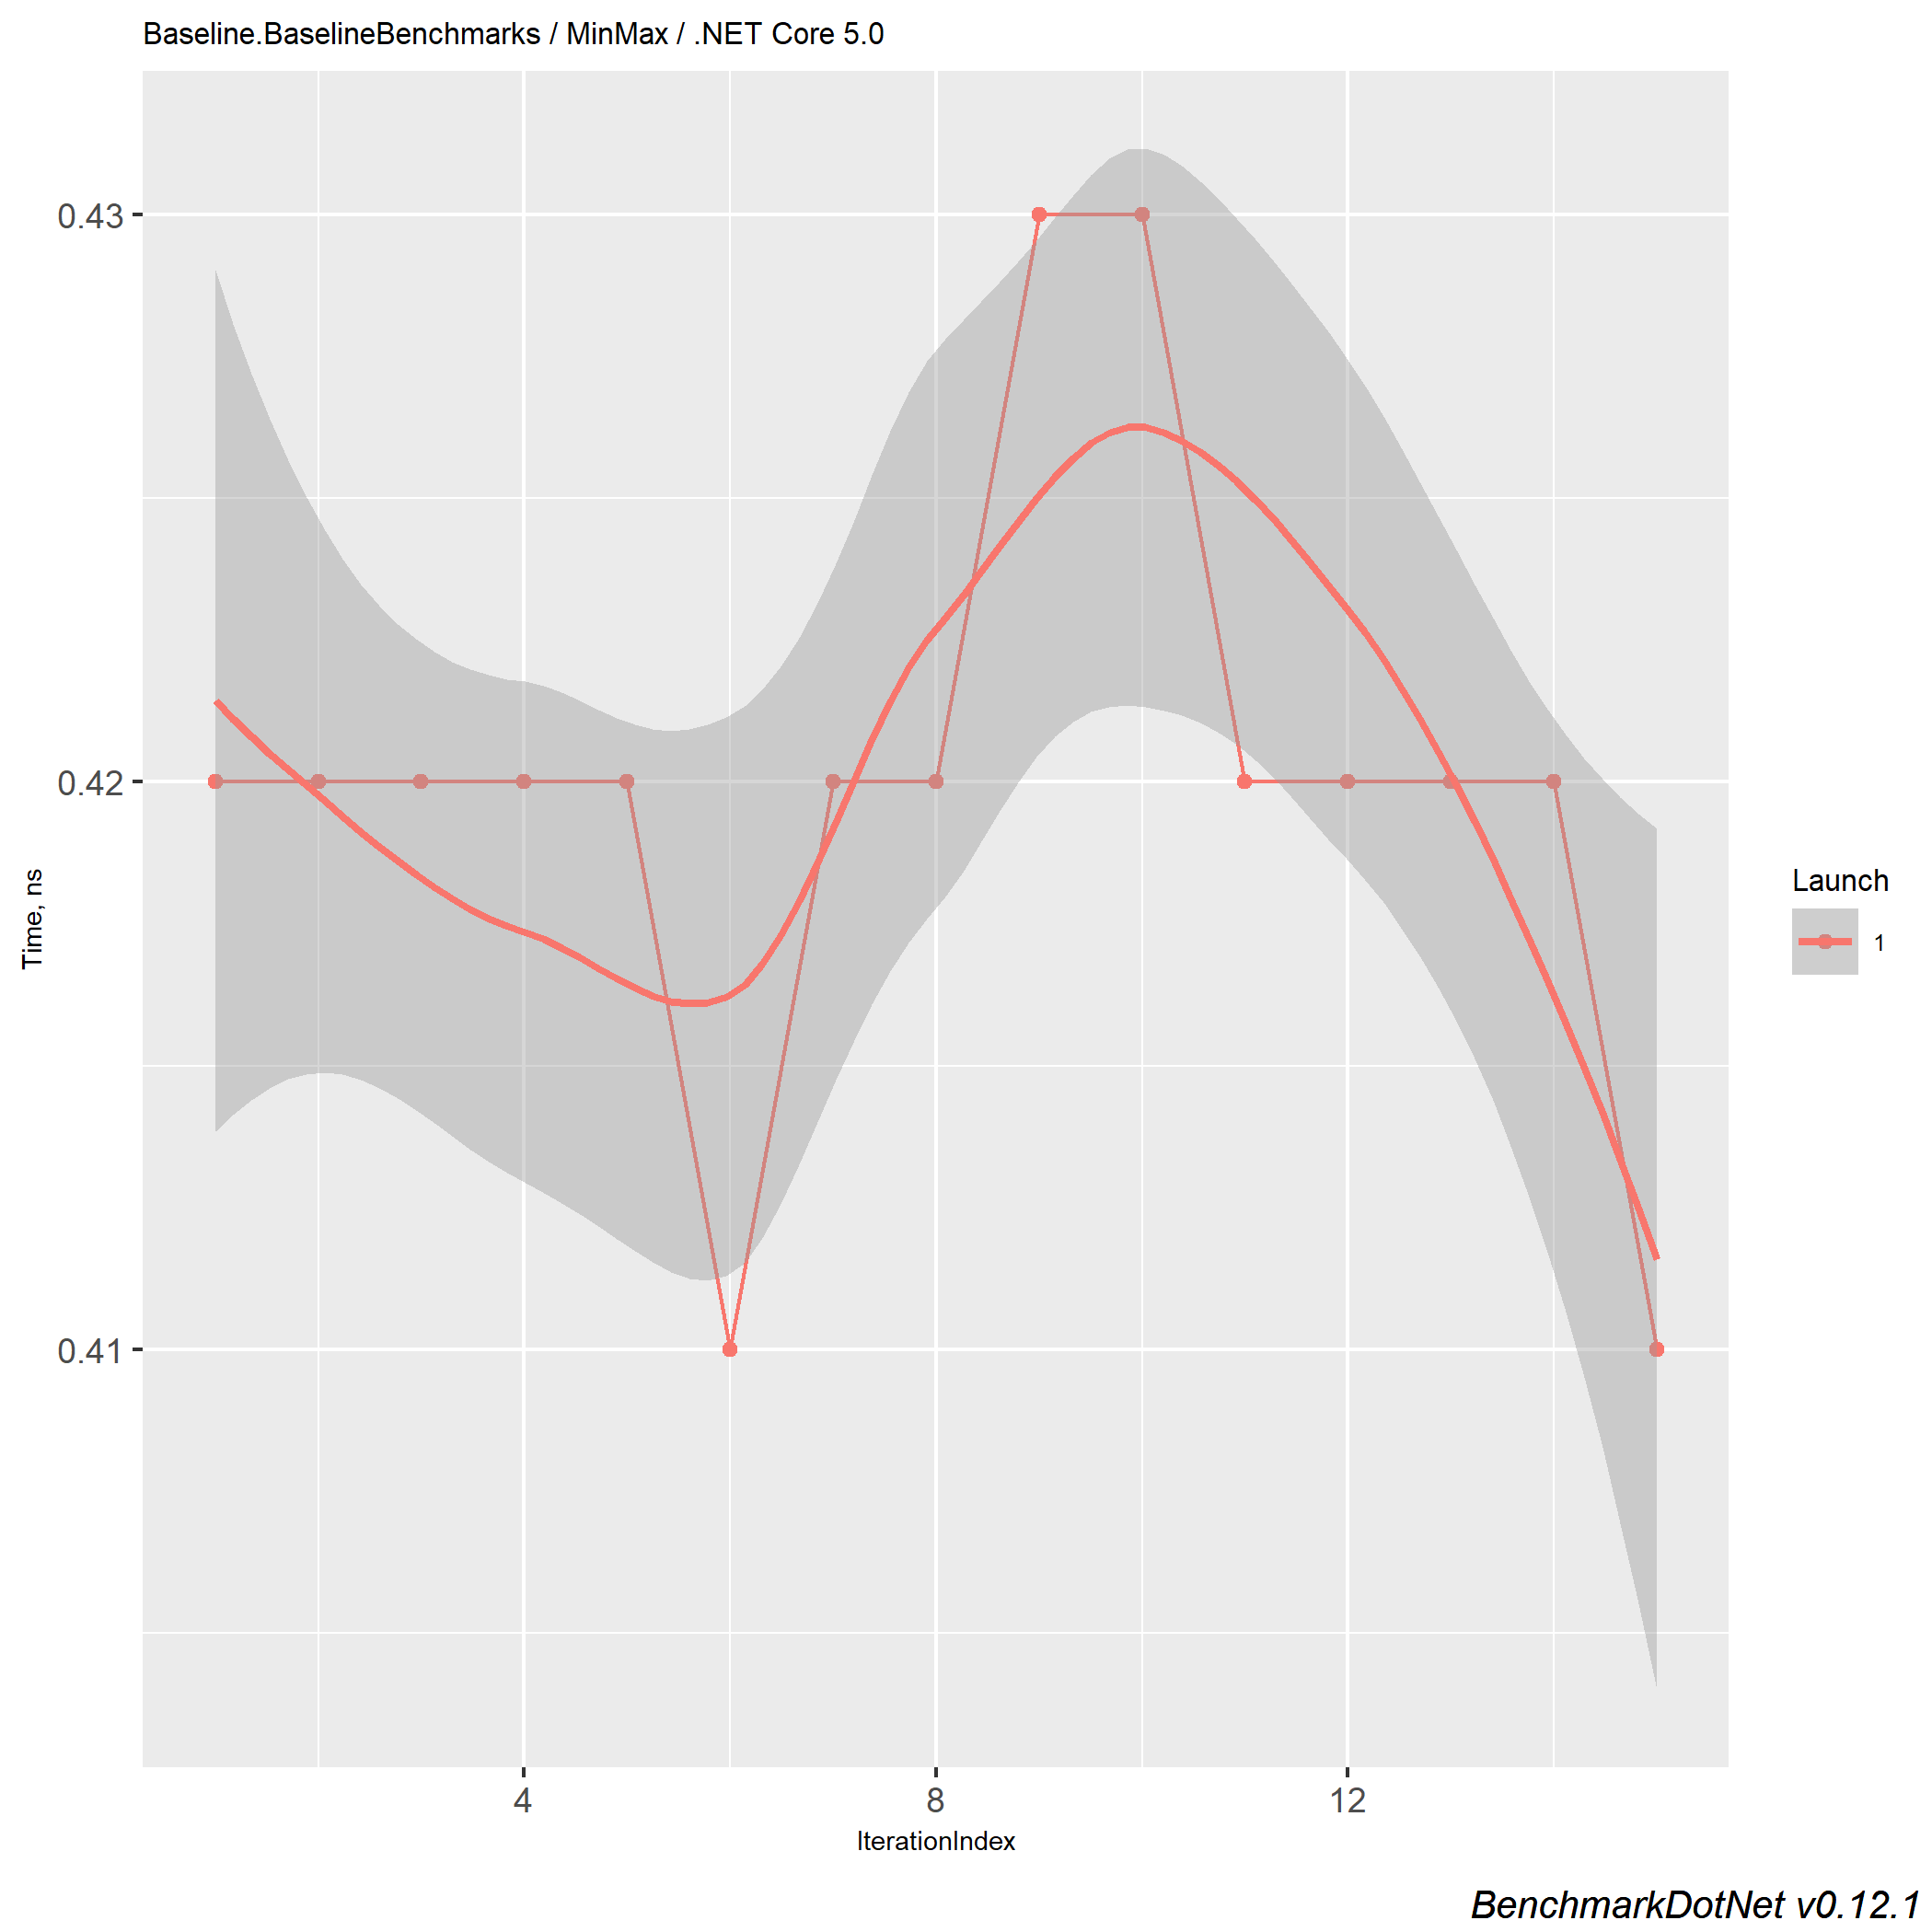 Baseline.BaselineBenchmarks / MinMax / .NET Core 5.0
0.43
0.42
0.41
Time, ns
4
8
12
IterationIndex
Launch
1
BenchmarkDotNet v0.12.1